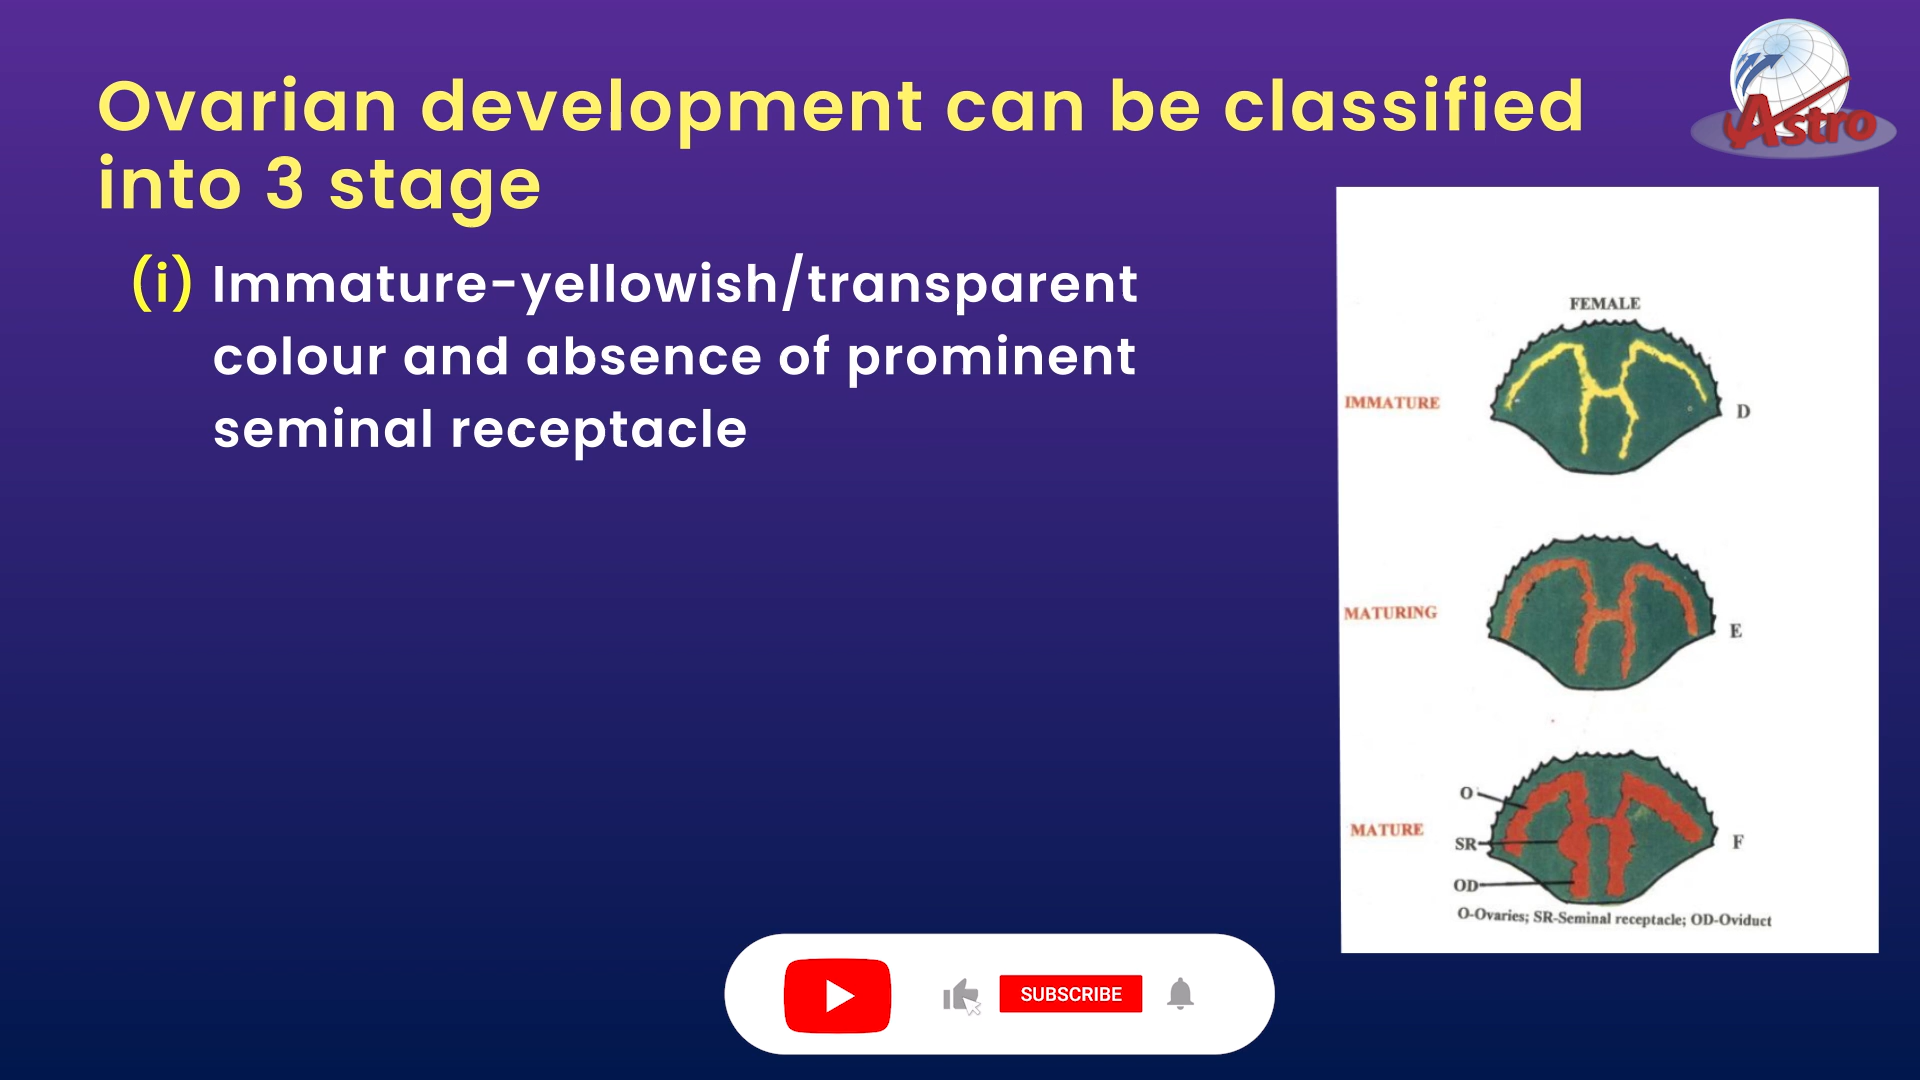 Astro
Ovarian development can be classified
into 3 stage
(i) Immature-yellowish/transparent
colour and absence of prominent
seminal receptacle
FEMALE
IMMATURE
D
MATURING
E
O
MATURE
SR
F
OD
O-Ovaries; SR-Seminal receptacle; OD-Oviduct
SUBSCRIBE